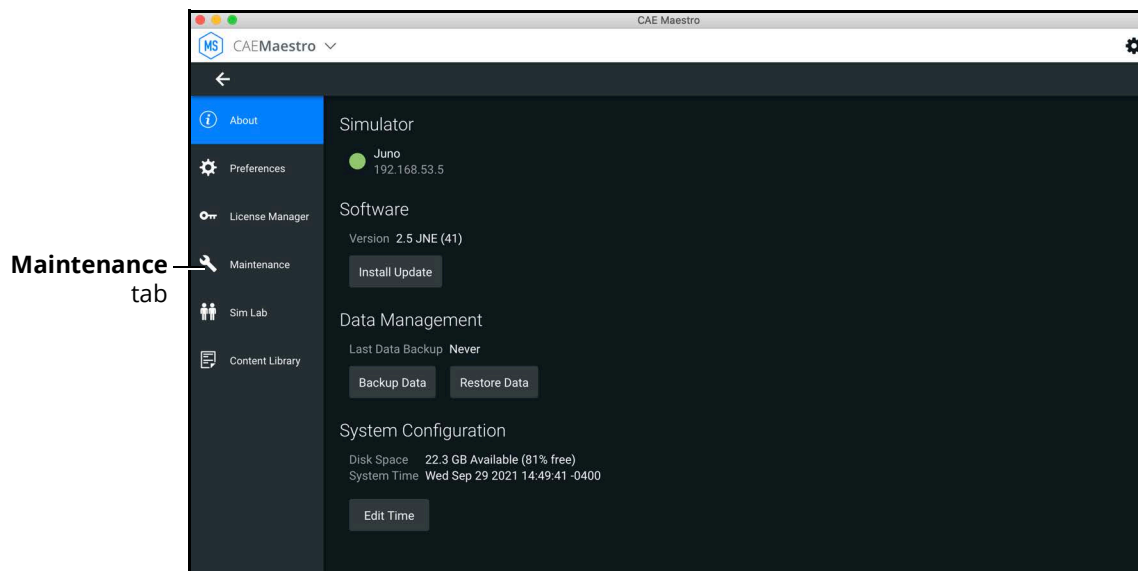 CAE Maestro
MS CAEMaestro
About
Preferences
License Manager
Maintenance
Sim Lab
Content Library
Maintenance
tab
Simulator
Juno
192.168.53.5
Software
Version 2.5 JNE (41)
Install Update
Data Management
Last Data Backup Never
Backup Data Restore Data
System Configuration
Disk Space 22.3 GB Available (81% free)
System Time Wed Sep 29 2021 14:49:41 -0400
Edit Time